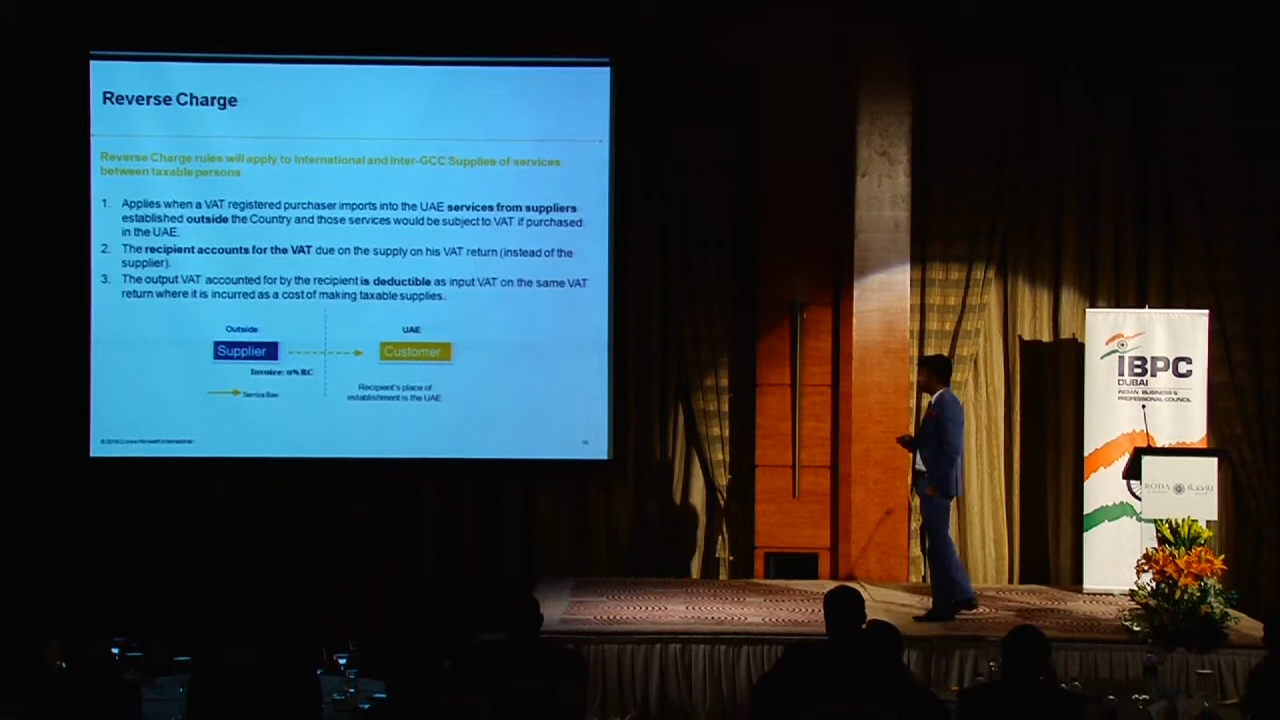 Reverse Charge
Reverse Charge rules will apply to International and Inter-GCC Supplies of services
between taxable persons
1. Applies when a VAT registered purchaser imports into the UAE services from suppliers
established outside the Country and those services would be subject to VAT if purchased
in the UAE.
2. The recipient accounts for the VAT due on the supply on his VAT return (instead of the
supplier).
3. The output VAT accounted for by the recipient is deductible as input VAT on the same VAT
return where it is incurred as a cost of making taxable supplies.
Outside
UAE
Supplier
Customer
Invoice: 0% RC
Service flow
Recipient's place of
establishment is the UAE
Crowe Horwath International
IBPC
DUBAI
INDIAN BUSINESS &
PROFESSIONAL COUNCIL
RODA